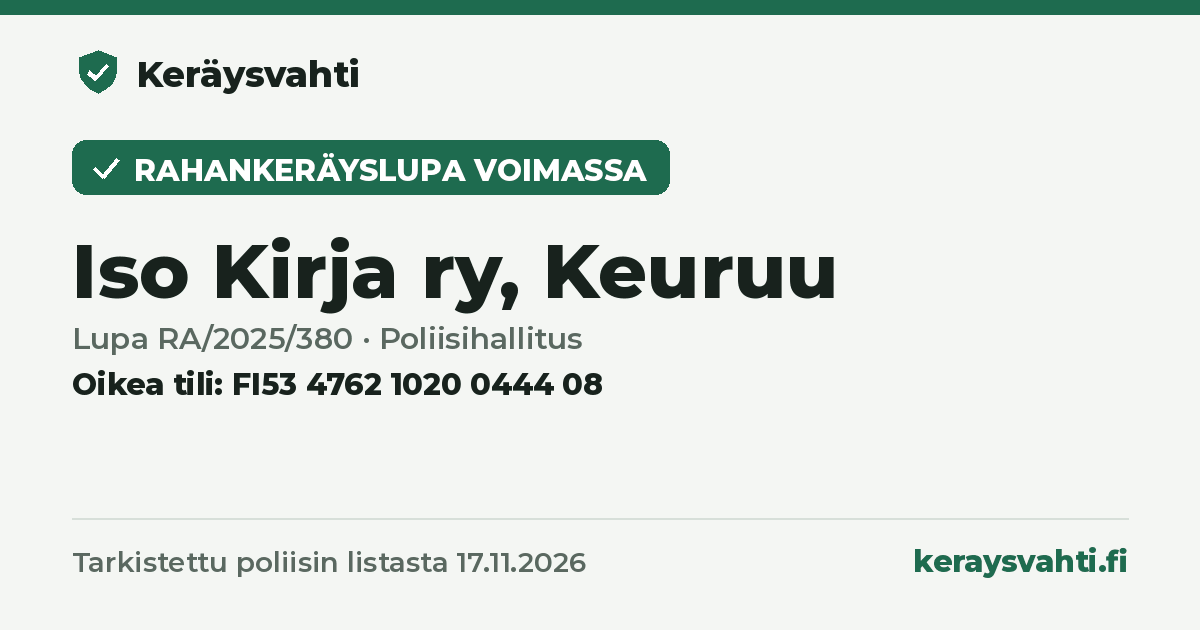 Keräysvahti
RAHANKERÄYSLUPA VOIMASSA
Iso Kirja ry, Keuruu
Lupa RA/2025/380 · Poliisihallitus
Oikea tili: FI53 4762 1020 0444 08
Tarkistettu poliisin listasta 17.11.2026
keraysvahti.fi